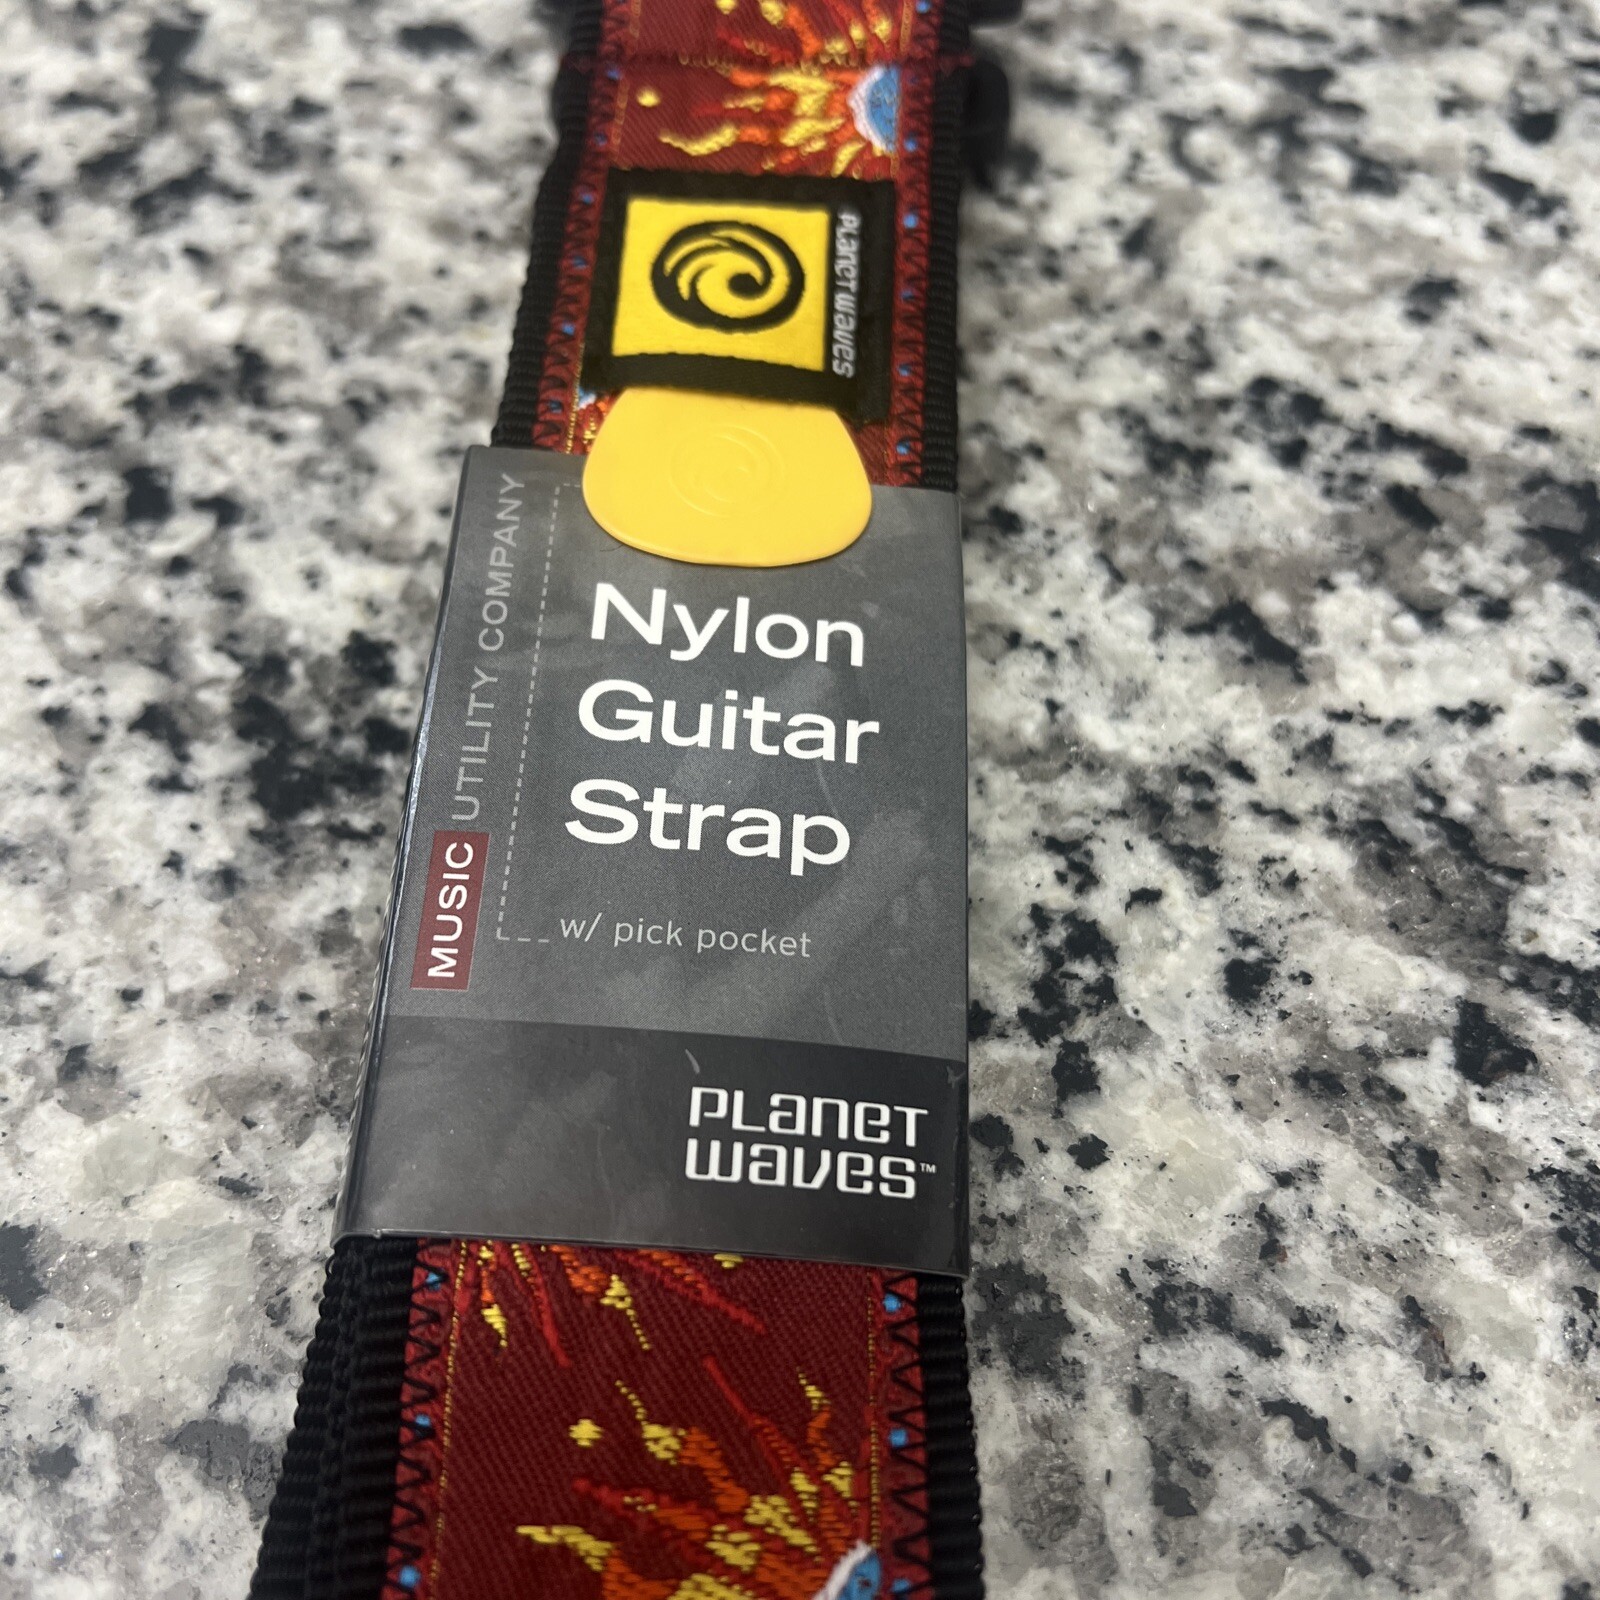 PLANET WAVES
MUSIC UTILITY COMPANY
Nylon
Guitar
Strap
w/ pick pocket
PLANET
WAVES™